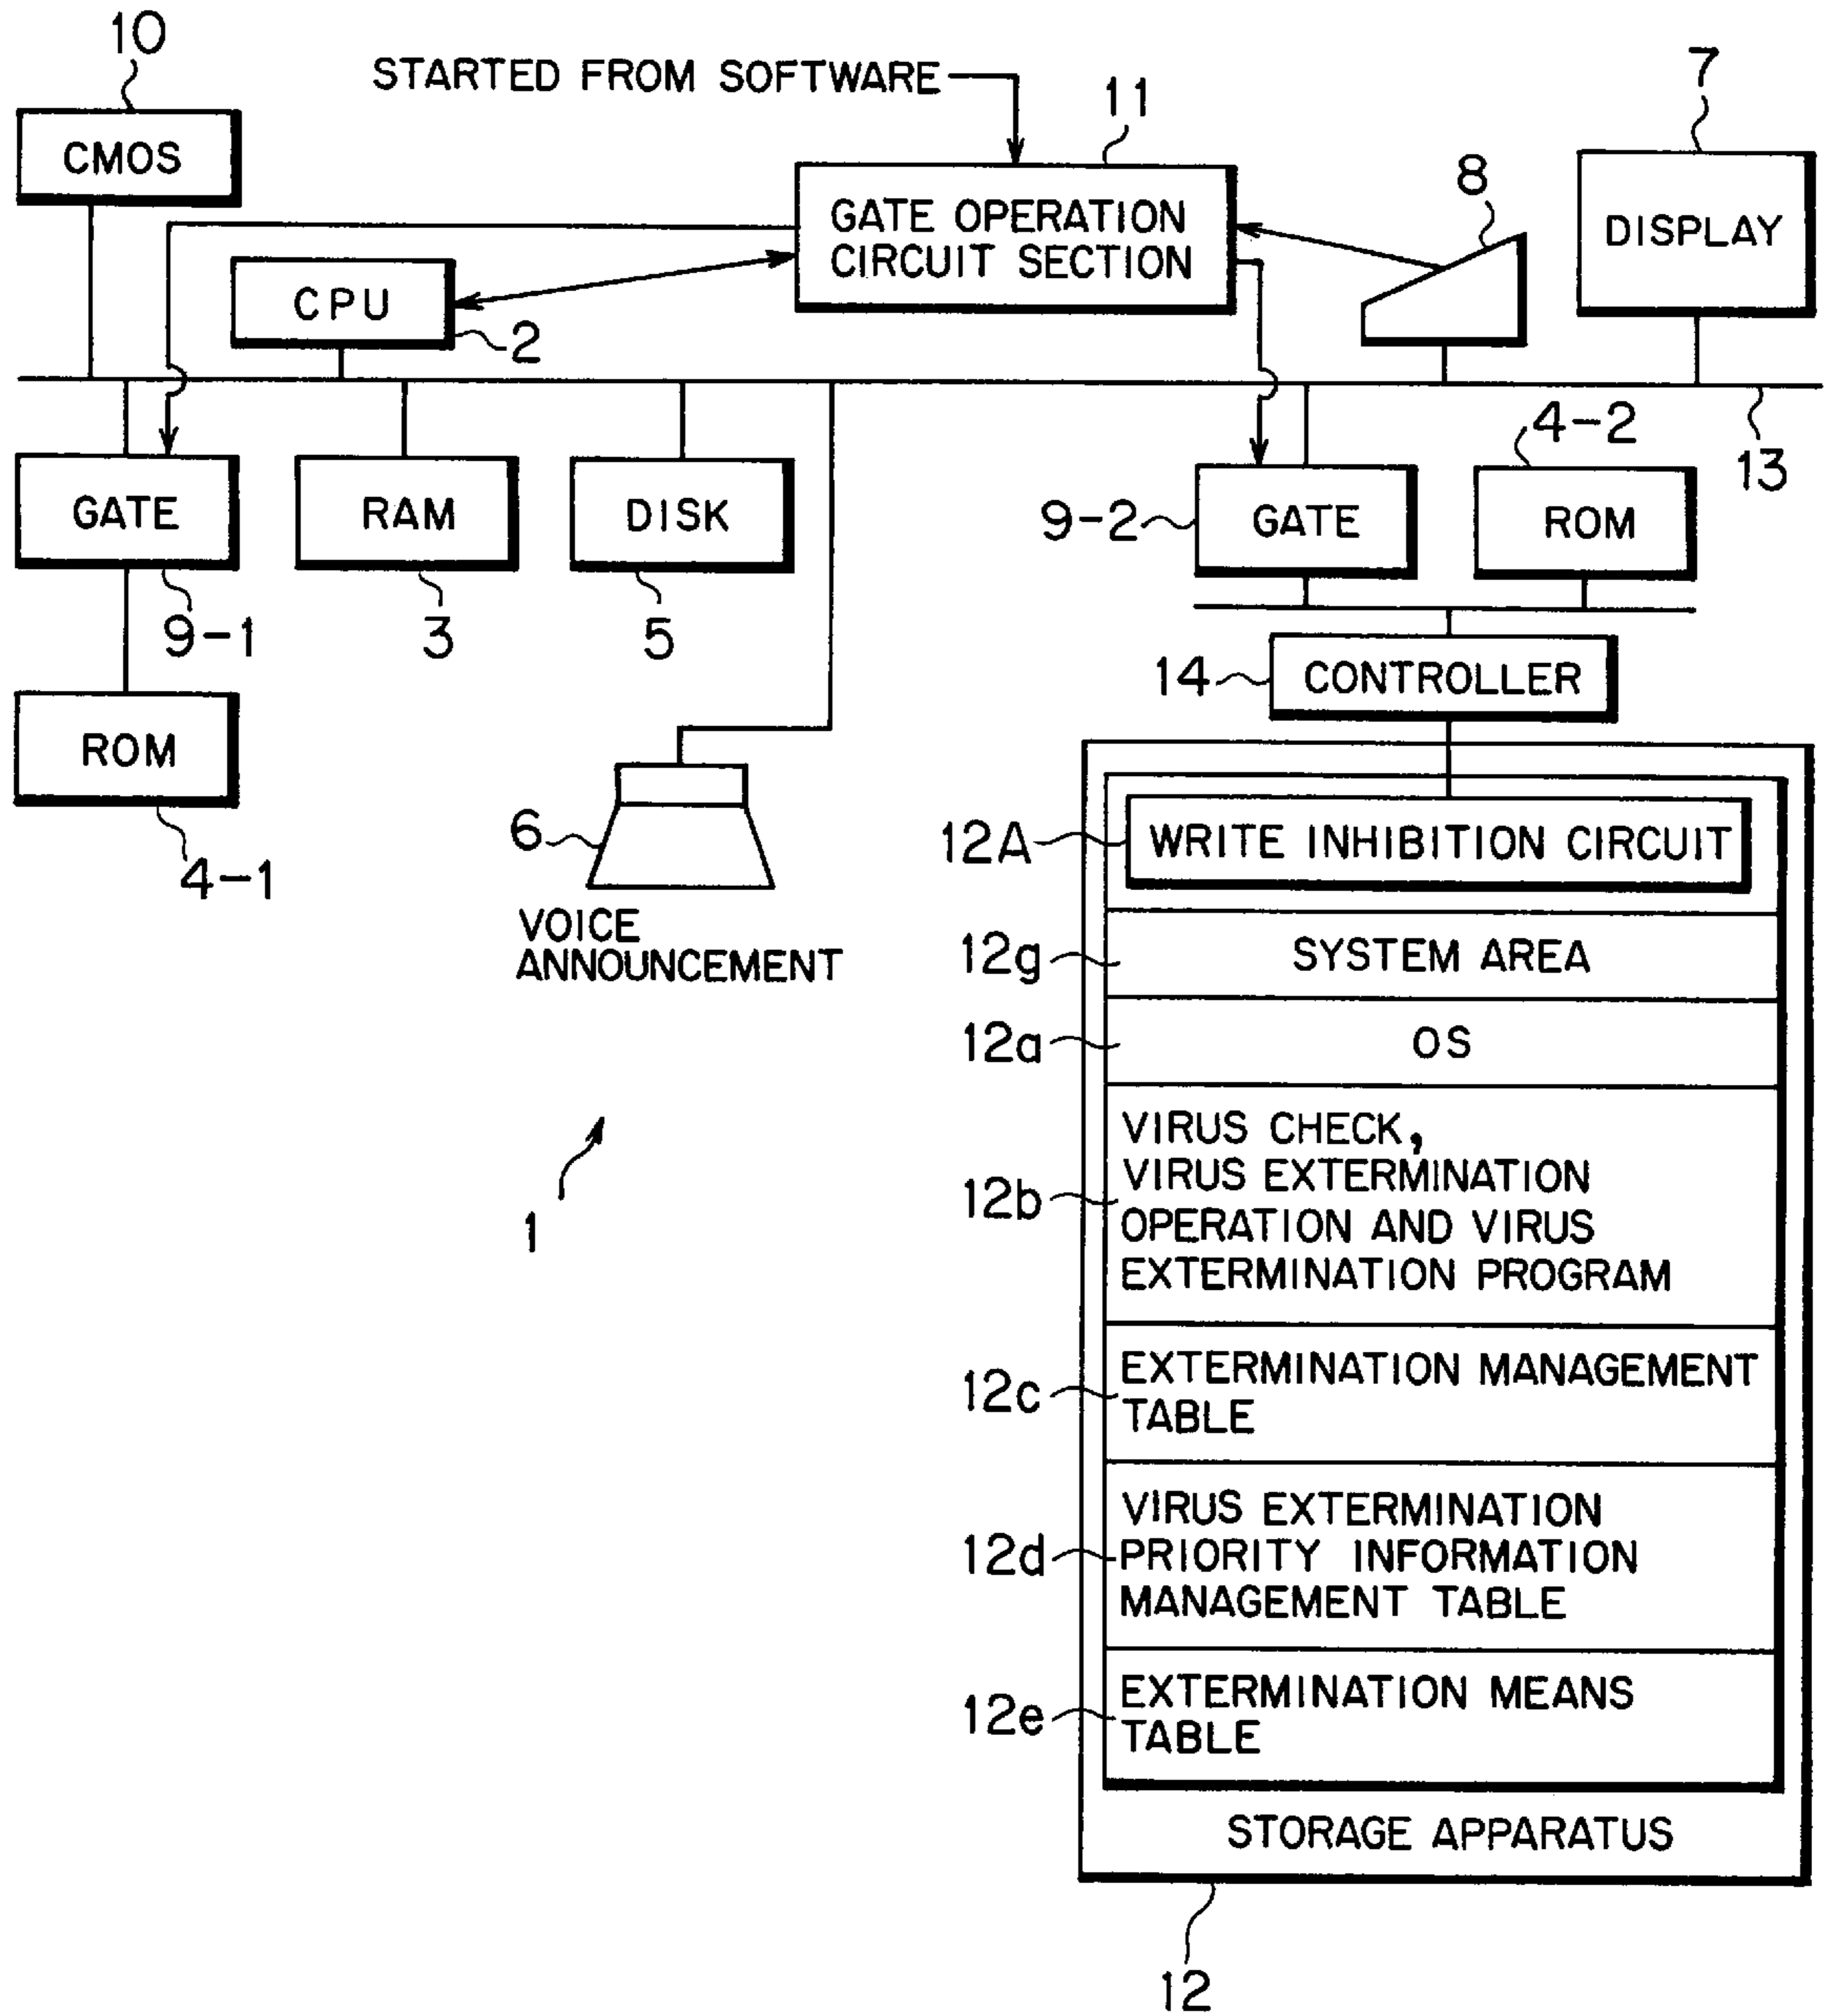 10
STARTED FROM SOFTWARE
7
11
CMOS
8
GATE OPERATION
CIRCUIT SECTION
DISPLAY
CPU
2
4-2
13
GATE
RAM
DISK
9-2
GATE
ROM
9-1
3
5
14
CONTROLLER
ROM
6
12A
WRITE INHIBITION CIRCUIT
4-1
VOICE
ANNOUNCEMENT
12g
SYSTEM AREA
12a
OS
VIRUS CHECK,
VIRUS EXTERMINATION
12b
OPERATION AND VIRUS
EXTERMINATION PROGRAM
1
EXTERMINATION MANAGEMENT
12c
TABLE
VIRUS EXTERMINATION
12d
PRIORITY INFORMATION
MANAGEMENT TABLE
EXTERMINATION MEANS
12e
TABLE
STORAGE APPARATUS
12